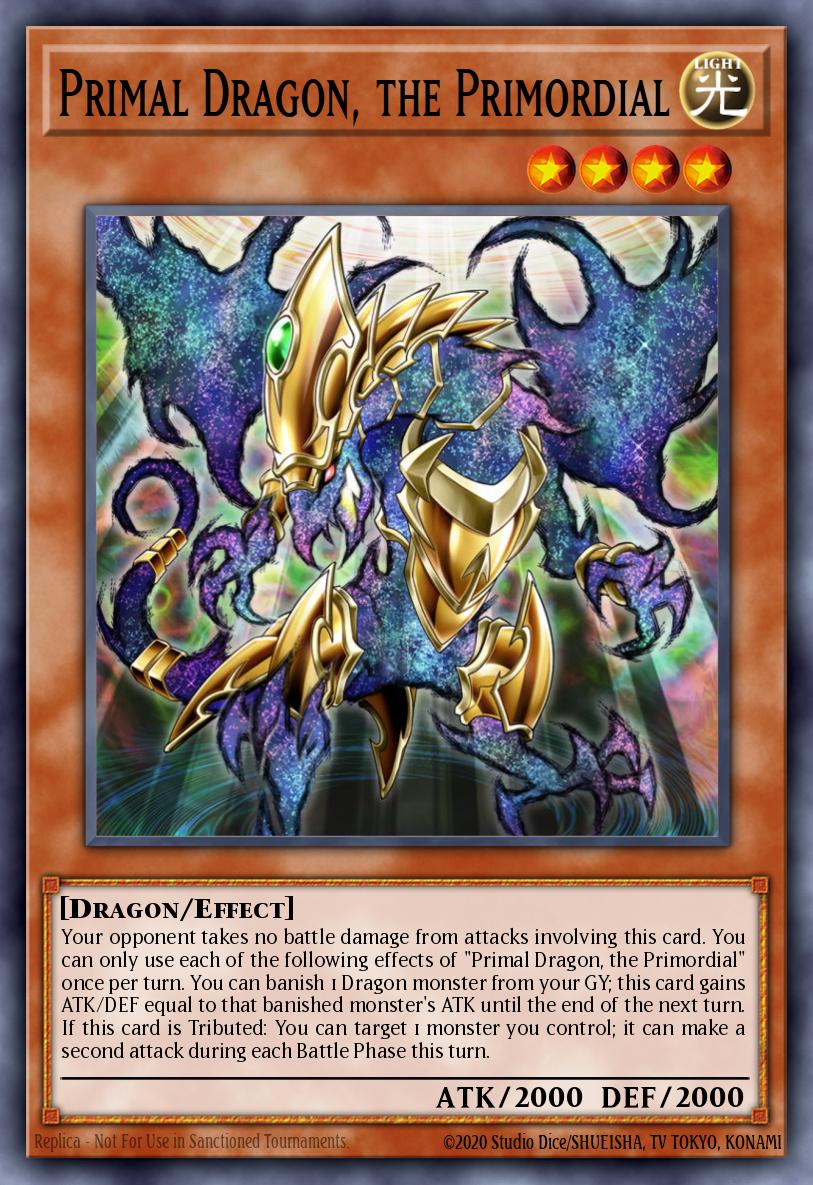 PRIMAL DRAGON, THE PRIMORDIAL
LIGHT
光
[DRAGON/EFFECT]
Your opponent takes no battle damage from attacks involving this card. You
can only use each of the following effects of "Primal Dragon, the Primordial"
once per turn. You can banish 1 Dragon monster from your GY; this card gains
ATK/DEF equal to that banished monster's ATK until the end of the next turn.
If this card is Tributed: You can target 1 monster you control; it can make a
second attack during each Battle Phase this turn.
ATK/2000 DEF/2000
Replica - Not For Use in Sanctioned Tournaments.
©2020 Studio Dice/SHUEISHA, TV TOKYO, KONAMI